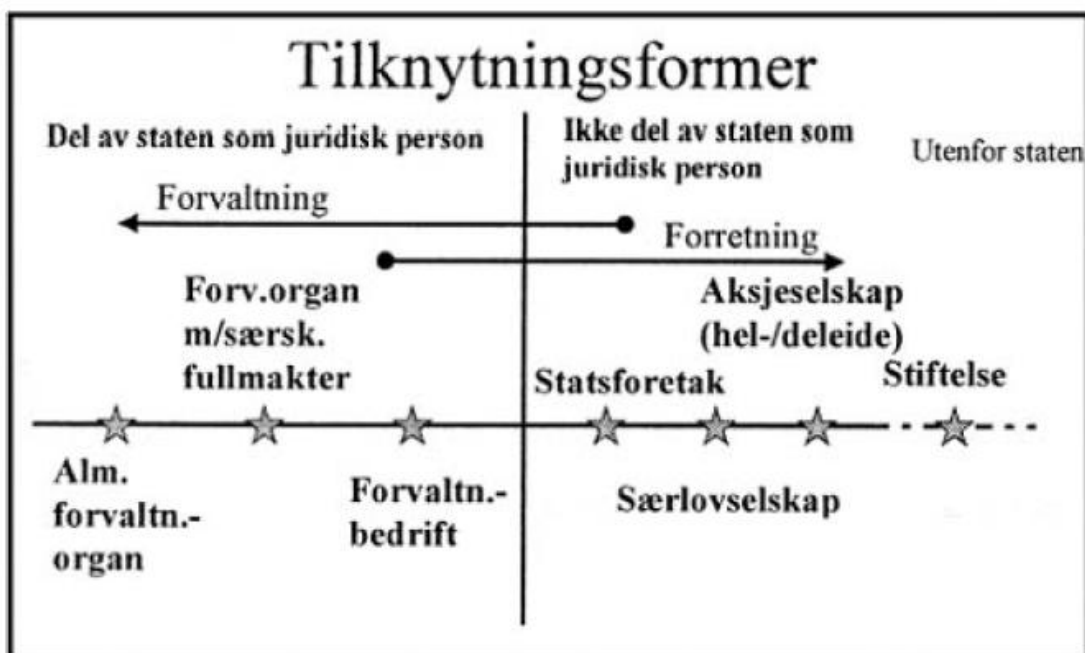 Tilknytningsformer
Del av staten som juridisk person
Ikke del av staten som
juridisk person
Utenfor staten
Forvaltning
Forretning
Forv.organ
m/særsk.
fullmakter
Aksjeselskap
(hel-/deleide)
Statsforetak
Stiftelse
Alm.
forvaltn.-
organ
Forvaltn.-
bedrift
Særlovselskap